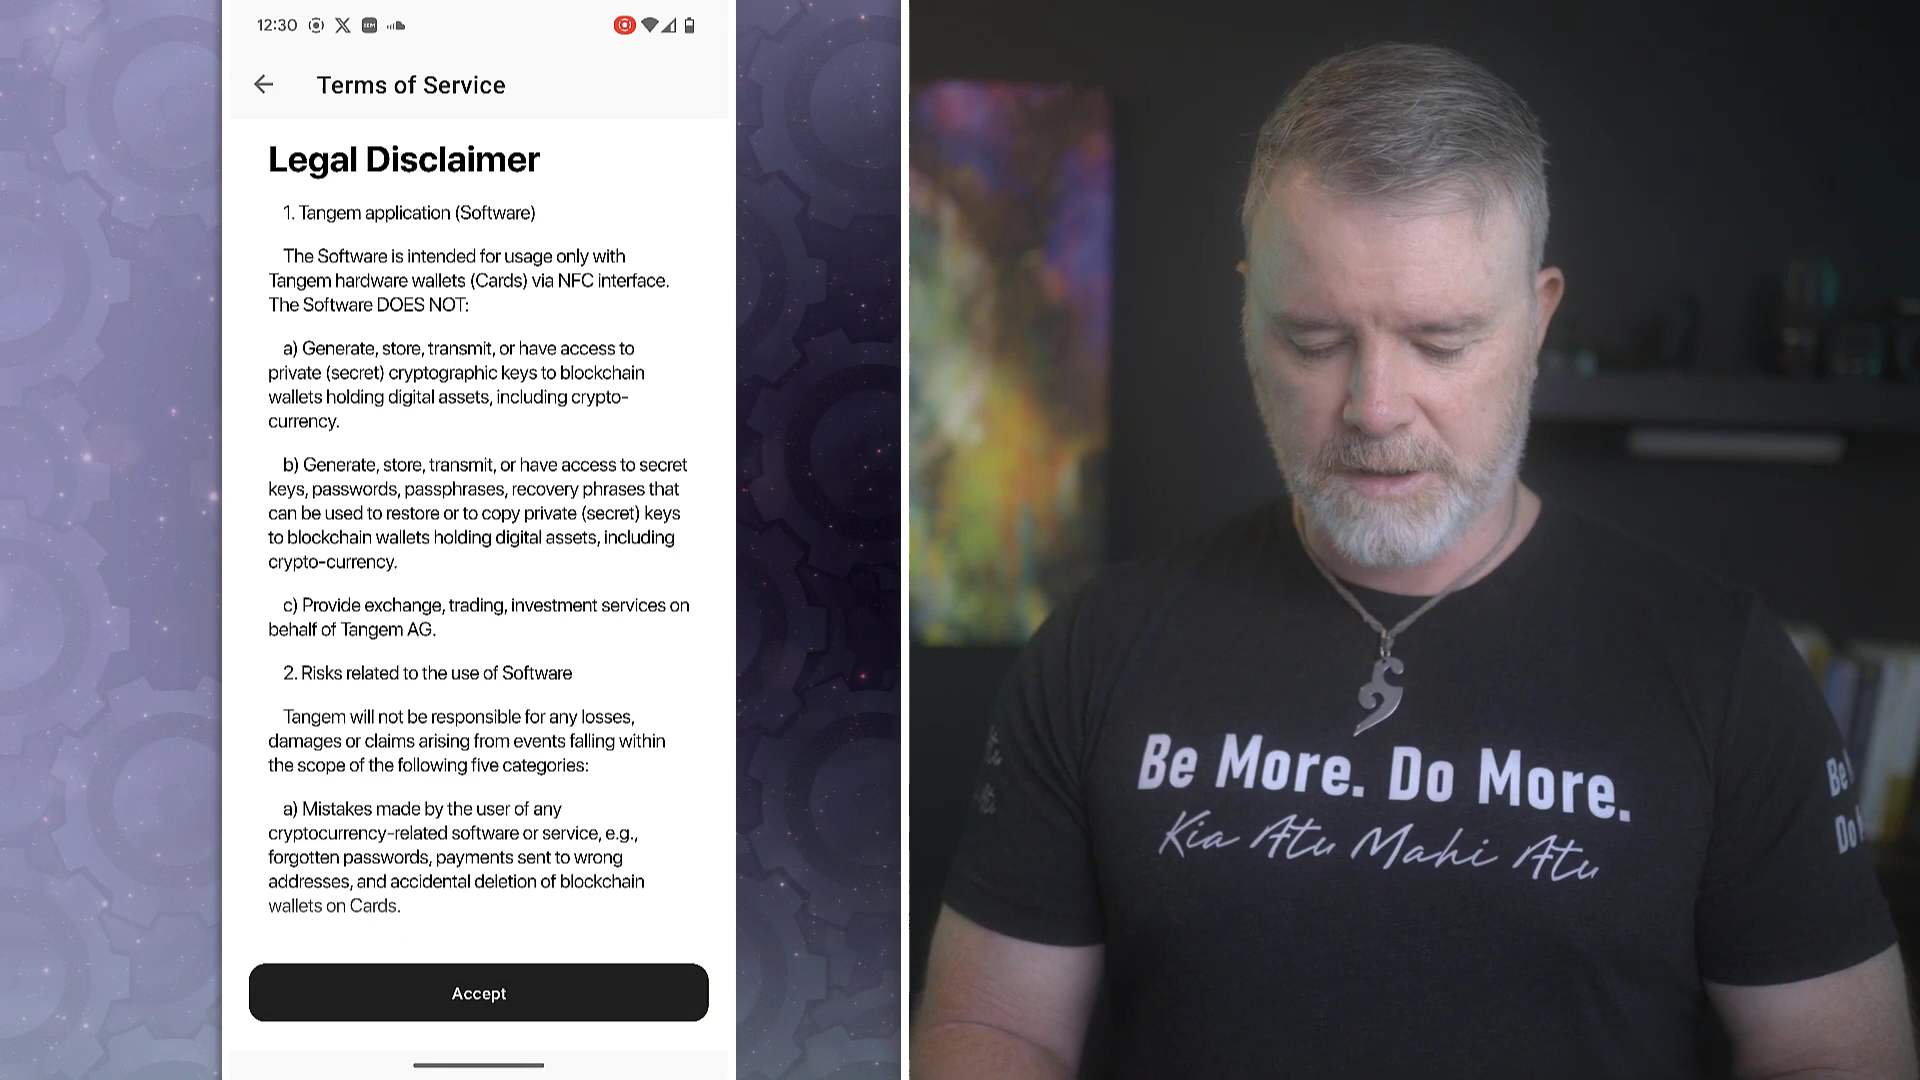 12:30
Terms of Service
Legal Disclaimer
1. Tangem application (Software)
The Software is intended for usage only with
Tangem hardware wallets (Cards) via NFC interface.
The Software DOES NOT:
a) Generate, store, transmit, or have access to
private (secret) cryptographic keys to blockchain
wallets holding digital assets, including crypto-
currency.
b) Generate, store, transmit, or have access to secret
keys, passwords, passphrases, recovery phrases that
can be used to restore or to copy private (secret) keys
to blockchain wallets holding digital assets, including
crypto-currency.
c) Provide exchange, trading, investment services on
behalf of Tangem AG.
2. Risks related to the use of Software
Tangem will not be responsible for any losses,
damages or claims arising from events falling within
the scope of the following five categories:
a) Mistakes made by the user of any
cryptocurrency-related software or service, e.g.,
forgotten passwords, payments sent to wrong
addresses, and accidental deletion of blockchain
wallets on Cards.
Accept
Be More. Do More.
Kia Atu Mahi Atu
Be
Do